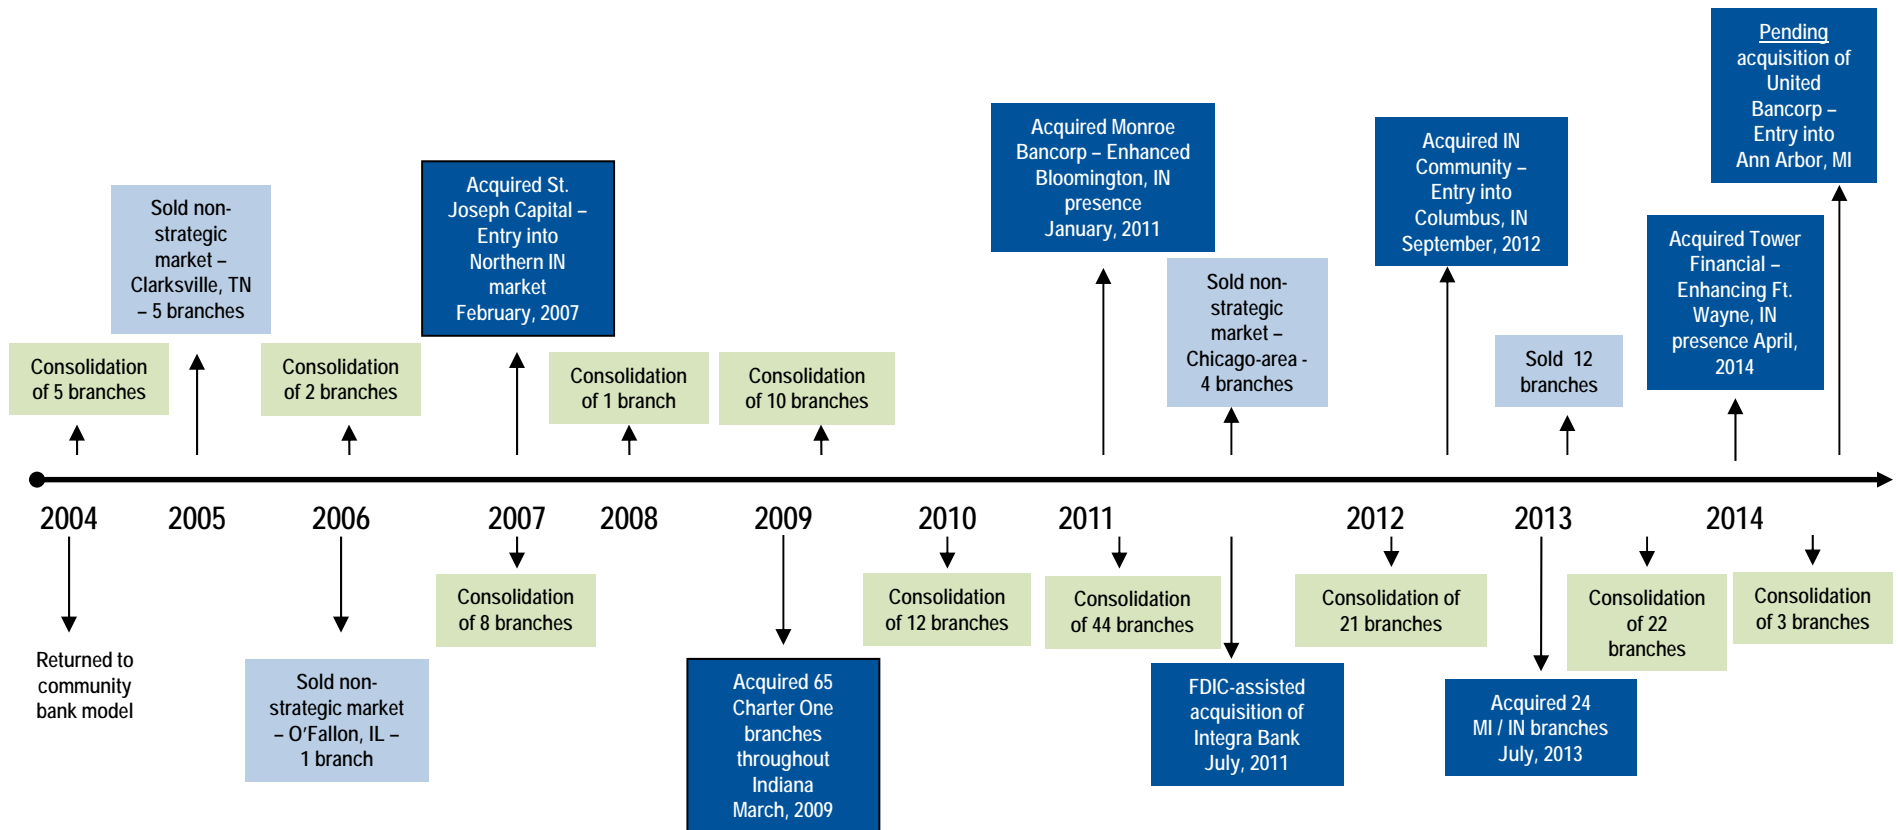 Pending
acquisition of
United
Bancorp –
Entry into
Ann Arbor, MI
Acquired Monroe
Bancorp – Enhanced
Bloomington, IN
presence
January, 2011
Acquired IN
Community –
Entry into
Columbus, IN
September, 2012
Acquired St.
Joseph Capital –
Entry into
Northern IN
market
February, 2007
Sold non-
strategic
market –
Clarksville, TN
– 5 branches
Acquired Tower
Financial –
Enhancing Ft.
Wayne, IN
presence April,
2014
Sold non-
strategic
market –
Chicago-area -
4 branches
Sold 12
branches
Consolidation
of 5 branches
Consolidation
of 2 branches
Consolidation
of 1 branch
Consolidation
of 10 branches
2004
2005
2006
2007
2008
2009
2010
2011
2012
2013
2014
Consolidation
of 8 branches
Consolidation
of 12 branches
Consolidation
of 44 branches
Consolidation of
21 branches
Consolidation
of 22
branches
Consolidation
of 3 branches
Returned to
community
bank model
Sold non-
strategic market
– O’Fallon, IL –
1 branch
Acquired 65
Charter One
branches
throughout
Indiana
March, 2009
FDIC-assisted
acquisition of
Integra Bank
July, 2011
Acquired 24
MI / IN branches
July, 2013